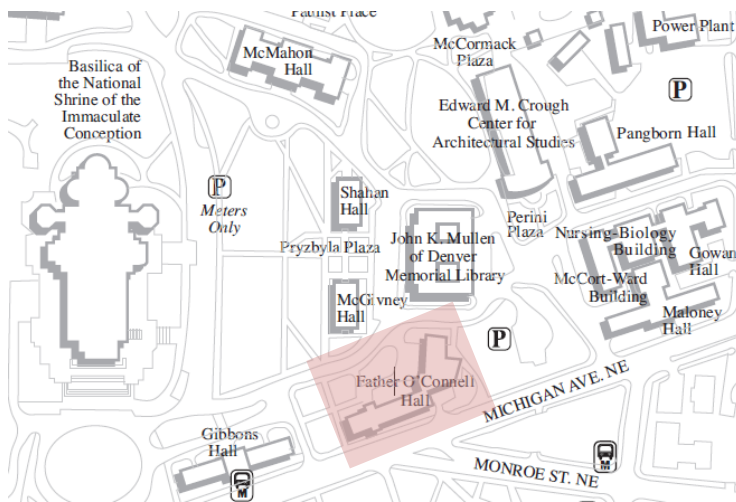 Paulist Place
McMahon
Hall
Basilica of
the National
Shrine of the
Immaculate
Conception
P
Meters
Only
McCormack
Plaza
Power Plant
P
Edward M. Crough
Center for
Architectural Studies
Pangborn Hall
Shahan
Hall
Pryzbyla Plaza
John K. Mullen
of Denver
Memorial Library
Perini
Plaza
Nursing-Biology
Building
Gowan
Hall
McCort-Ward
Building
Maloney
Hall
McGivney
Hall
P
Father O'Connell
Hall
MICHIGAN AVE. NE
Gibbons
Hall
M
MONROE ST. NE
M